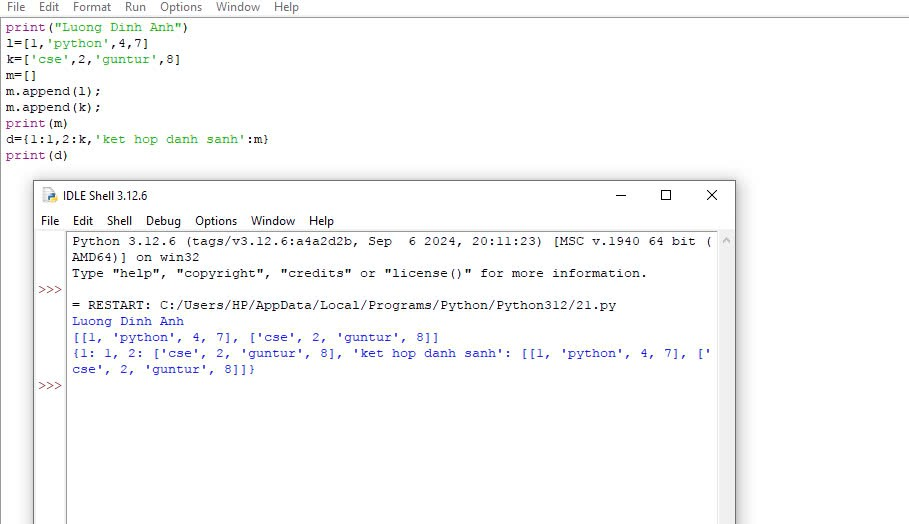 File Edit Format Run Options Window Help
print("Luong Dinh Anh")
l=[1,'python',4,7]
k=['cse',2,'guntur',8]
m=[]
m.append(l);
m.append(k);
print(m)
d={1:1,2:k,'ket hop danh sanh':m}
print(d)
IDLE Shell 3.12.6
File Edit Shell Debug Options Window Help
Python 3.12.6 (tags/v3.12.6:a4a2d2b, Sep  6 2024, 20:11:23) [MSC v.1940 64 bit (
AMD64)] on win32
Type "help", "copyright", "credits" or "license()" for more information.
>>>
= RESTART: C:/Users/HP/AppData/Local/Programs/Python/Python312/21.py
Luong Dinh Anh
[[1, 'python', 4, 7], ['cse', 2, 'guntur', 8]]
{1: 1, 2: ['cse', 2, 'guntur', 8], 'ket hop danh sanh': [[1, 'python', 4, 7], ['
cse', 2, 'guntur', 8]]}
>>>